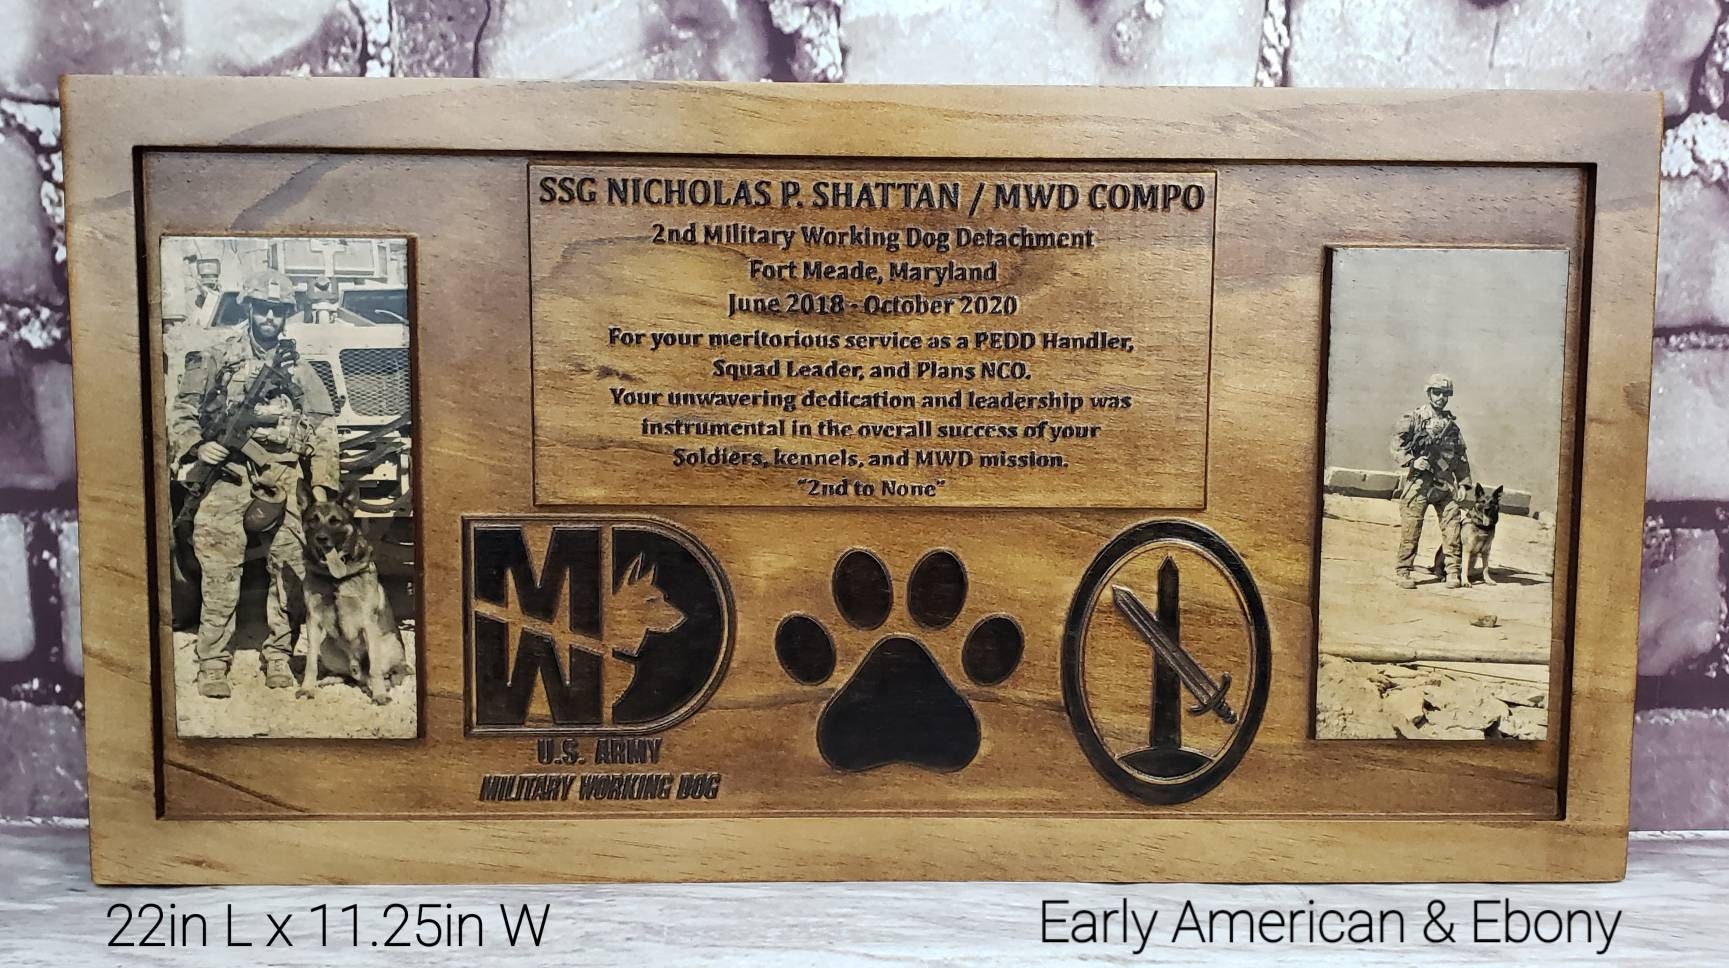 SSG NICHOLAS P. SHATTAN / MWD COMPO
2nd Military Working Dog Detachment
Fort Meade, Maryland
June 2018 - October 2020
For your meritorious service as a PEDD Handler,
Squad Leader, and Plans NCO.
Your unwavering dedication and leadership was
instrumental in the overall success of your
Soldiers, kennels, and MWD mission.
"2nd to None"
MWD
U.S. ARMY
MILITARY WORKING DOG
22in L x 11.25in W
Early American & Ebony